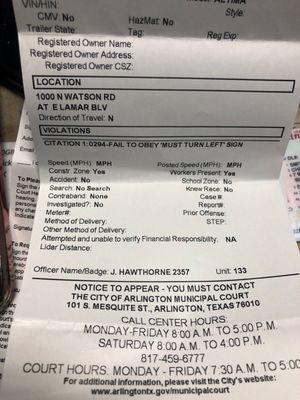 VIN/HIN:
CMV: No
HazMat: No
Style:
Trailer State:
Tag:
Reg Exp:
Registered Owner Name:
Registered Owner Address:
Registered Owner CSZ:
LOCATION
1000 N WATSON RD
AT E LAMAR BLV
Direction of Travel: N
VIOLATIONS
CITATION 1:0294-FAIL TO OBEY 'MUST TURN LEFT' SIGN
Speed (MPH): MPH
Posted Speed (MPH): MPH
Constr. Zone: Yes
Workers Present: Yes
Accident: No
School Zone: No
Search: No Search
Knew Race: No
Contraband: None
Case #
Investigated?: No
Report#
Meter#:
Prior Offense:
Method of Delivery:
STEP:
Other Method of Delivery:
Attempted and unable to verify Financial Responsibility: NA
Lidar Distance:
Officer Name/Badge: J. HAWTHORNE 2357
Unit: 133
NOTICE TO APPEAR - YOU MUST CONTACT
THE CITY OF ARLINGTON MUNICIPAL COURT
101 S. MESQUITE ST., ARLINGTON, TEXAS 76010
CALL CENTER HOURS:
MONDAY-FRIDAY 8:00 A.M. TO 5:00 P.M.
SATURDAY 8:00 A.M. TO 4:00 P.M.
817-459-6777
COURT HOURS: MONDAY - FRIDAY 7:30 A.M. TO 5:00
For additional information, please visit the City's website:
www.arlingtontx.gov/municipalcourt